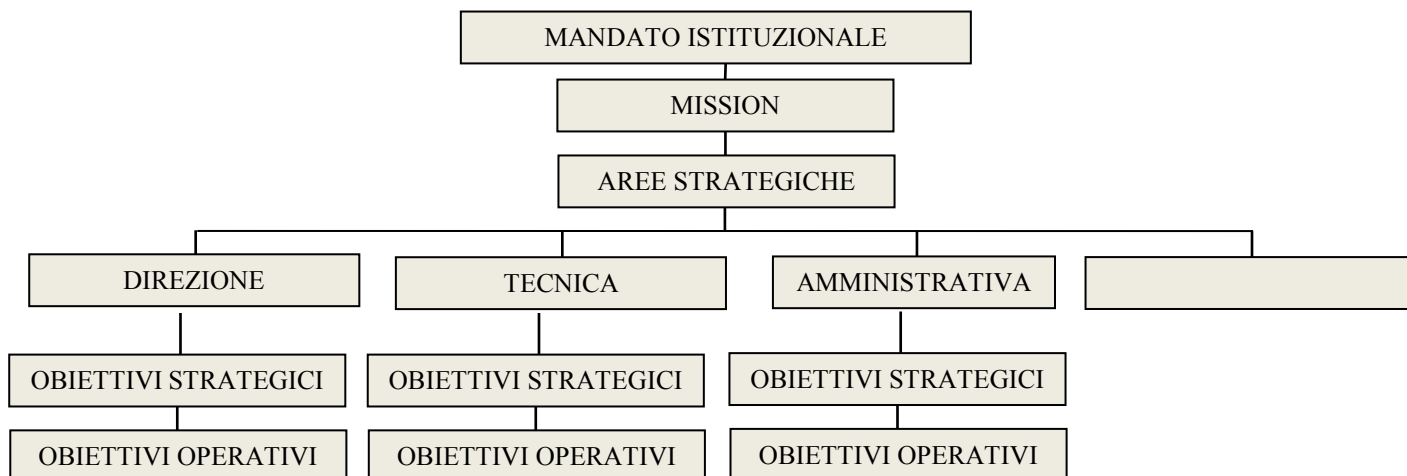 MANDATO ISTITUZIONALE
MISSION
AREE STRATEGICHE
DIREZIONE
TECNICA
AMMINISTRATIVA
OBIETTIVI STRATEGICI
OBIETTIVI STRATEGICI
OBIETTIVI STRATEGICI
OBIETTIVI OPERATIVI
OBIETTIVI OPERATIVI
OBIETTIVI OPERATIVI